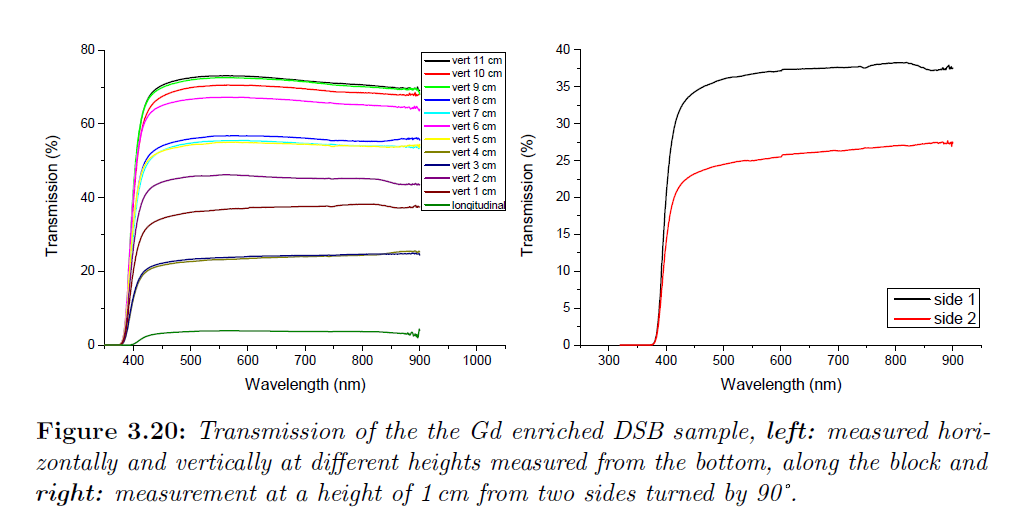 80
60
40
20
0
Transmission (%)
400 500 600 700 800 900 1000
Wavelength (nm)
vert 11 cm
vert 10 cm
vert 9 cm
vert 8 cm
vert 7 cm
vert 6 cm
vert 5 cm
vert 4 cm
vert 3 cm
vert 2 cm
vert 1 cm
longitudinal
40
35
30
25
20
15
10
5
0
Transmission (%)
300 400 500 600 700 800 900
Wavelength (nm)
side 1
side 2
Figure 3.20: Transmission of the the Gd enriched DSB sample, left: measured hori-
zontally and vertically at different heights measured from the bottom, along the block and
right: measurement at a height of 1 cm from two sides turned by 90°.